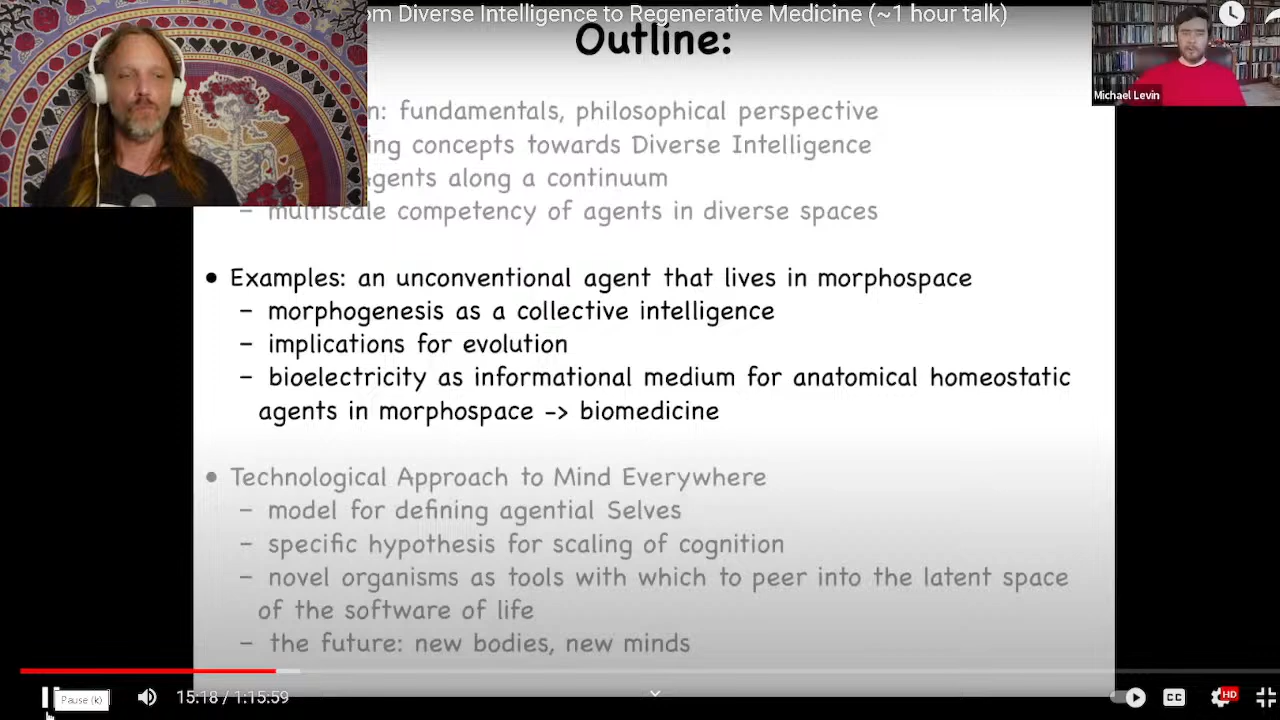 om Diverse Intelligence to Regenerative Medicine (~1 hour talk)
Outline:
Michael Levin
n: fundamentals, philosophical perspective
ing concepts towards Diverse Intelligence
gents along a continuum
– multiscale competency of agents in diverse spaces
• Examples: an unconventional agent that lives in morphospace
– morphogenesis as a collective intelligence
– implications for evolution
– bioelectricity as informational medium for anatomical homeostatic
agents in morphospace -> biomedicine
• Technological Approach to Mind Everywhere
– model for defining agential Selves
– specific hypothesis for scaling of cognition
– novel organisms as tools with which to peer into the latent space
of the software of life
– the future: new bodies, new minds
Pause (k)
15:18 / 1:15:59
CC
HD